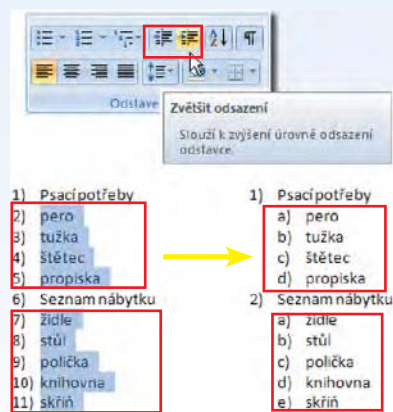 Odstave
Zvětšit odsazení
Slouží k zvýšení úrovně odsazení
odstavce.
1) Psací potřeby
2) pero
3) tužka
4) štětec
5) propiska
6) Seznam nábytku
7) židle
8) stůl
9) polička
10) knihovna
11) skříň
1) Psací potřeby
a) pero
b) tužka
c) štětec
d) propiska
2) Seznam nábytku
a) židle
b) stůl
c) polička
d) knihovna
e) skříň